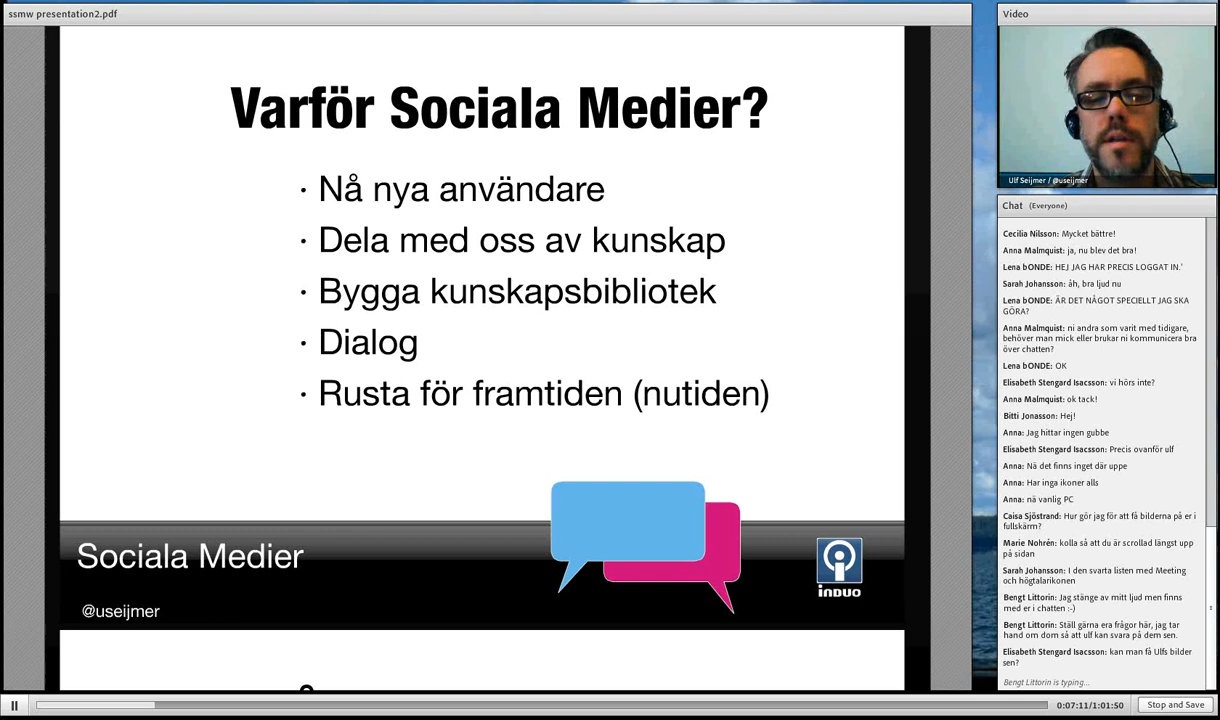 ssmw presentation2.pdf
Varför Sociala Medier?
· Nå nya användare
· Dela med oss av kunskap
· Bygga kunskapsbibliotek
· Dialog
· Rusta för framtiden (nutiden)
Sociala Medier
@useijmer
INDUO
Video
Ulf Seijmer / @useijmer
Chat (Everyone)
Cecilia Nilsson: Mycket bättre!
Anna Malmquist: ja, nu blev det bra!
Lena bONDE: HEJ JAG HAR PRECIS LOGGAT IN.'
Sarah Johansson: åh, bra ljud nu
Lena bONDE: ÄR DET NÅGOT SPECIELLT JAG SKA
GÖRA?
Anna Malmquist: ni andra som varit med tidigare,
behöver man mick eller brukar ni kommunicera bra
över chatten?
Lena bONDE: OK
Elisabeth Stengard Isacsson: vi hörs inte?
Anna Malmquist: ok tack!
Bitti Jonasson: Hej!
Anna: Jag hittar ingen gubbe
Elisabeth Stengard Isacsson: Precis ovanför ulf
Anna: Nä det finns inget där uppe
Anna: Har inga ikoner alls
Anna: nä vanlig PC
Caisa Sjöstrand: Hur gör jag för att få bilderna på er i
fullskärm?
Marie Nohrén: kolla så att du är scrollad längst upp
på sidan
Sarah Johansson: I den svarta listen med Meeting
och högtalarikonen
Bengt Littorin: Jag stänge av mitt ljud men finns
med er i chatten :-)
Bengt Littorin: Ställ gärna era frågor här, jag tar
hand om dom så att ulf kan svara på dem sen.
Elisabeth Stengard Isacsson: kan man få Ulfs bilder
sen?
Bengt Littorin is typing...
0:07:11/1:01:50
Stop and Save